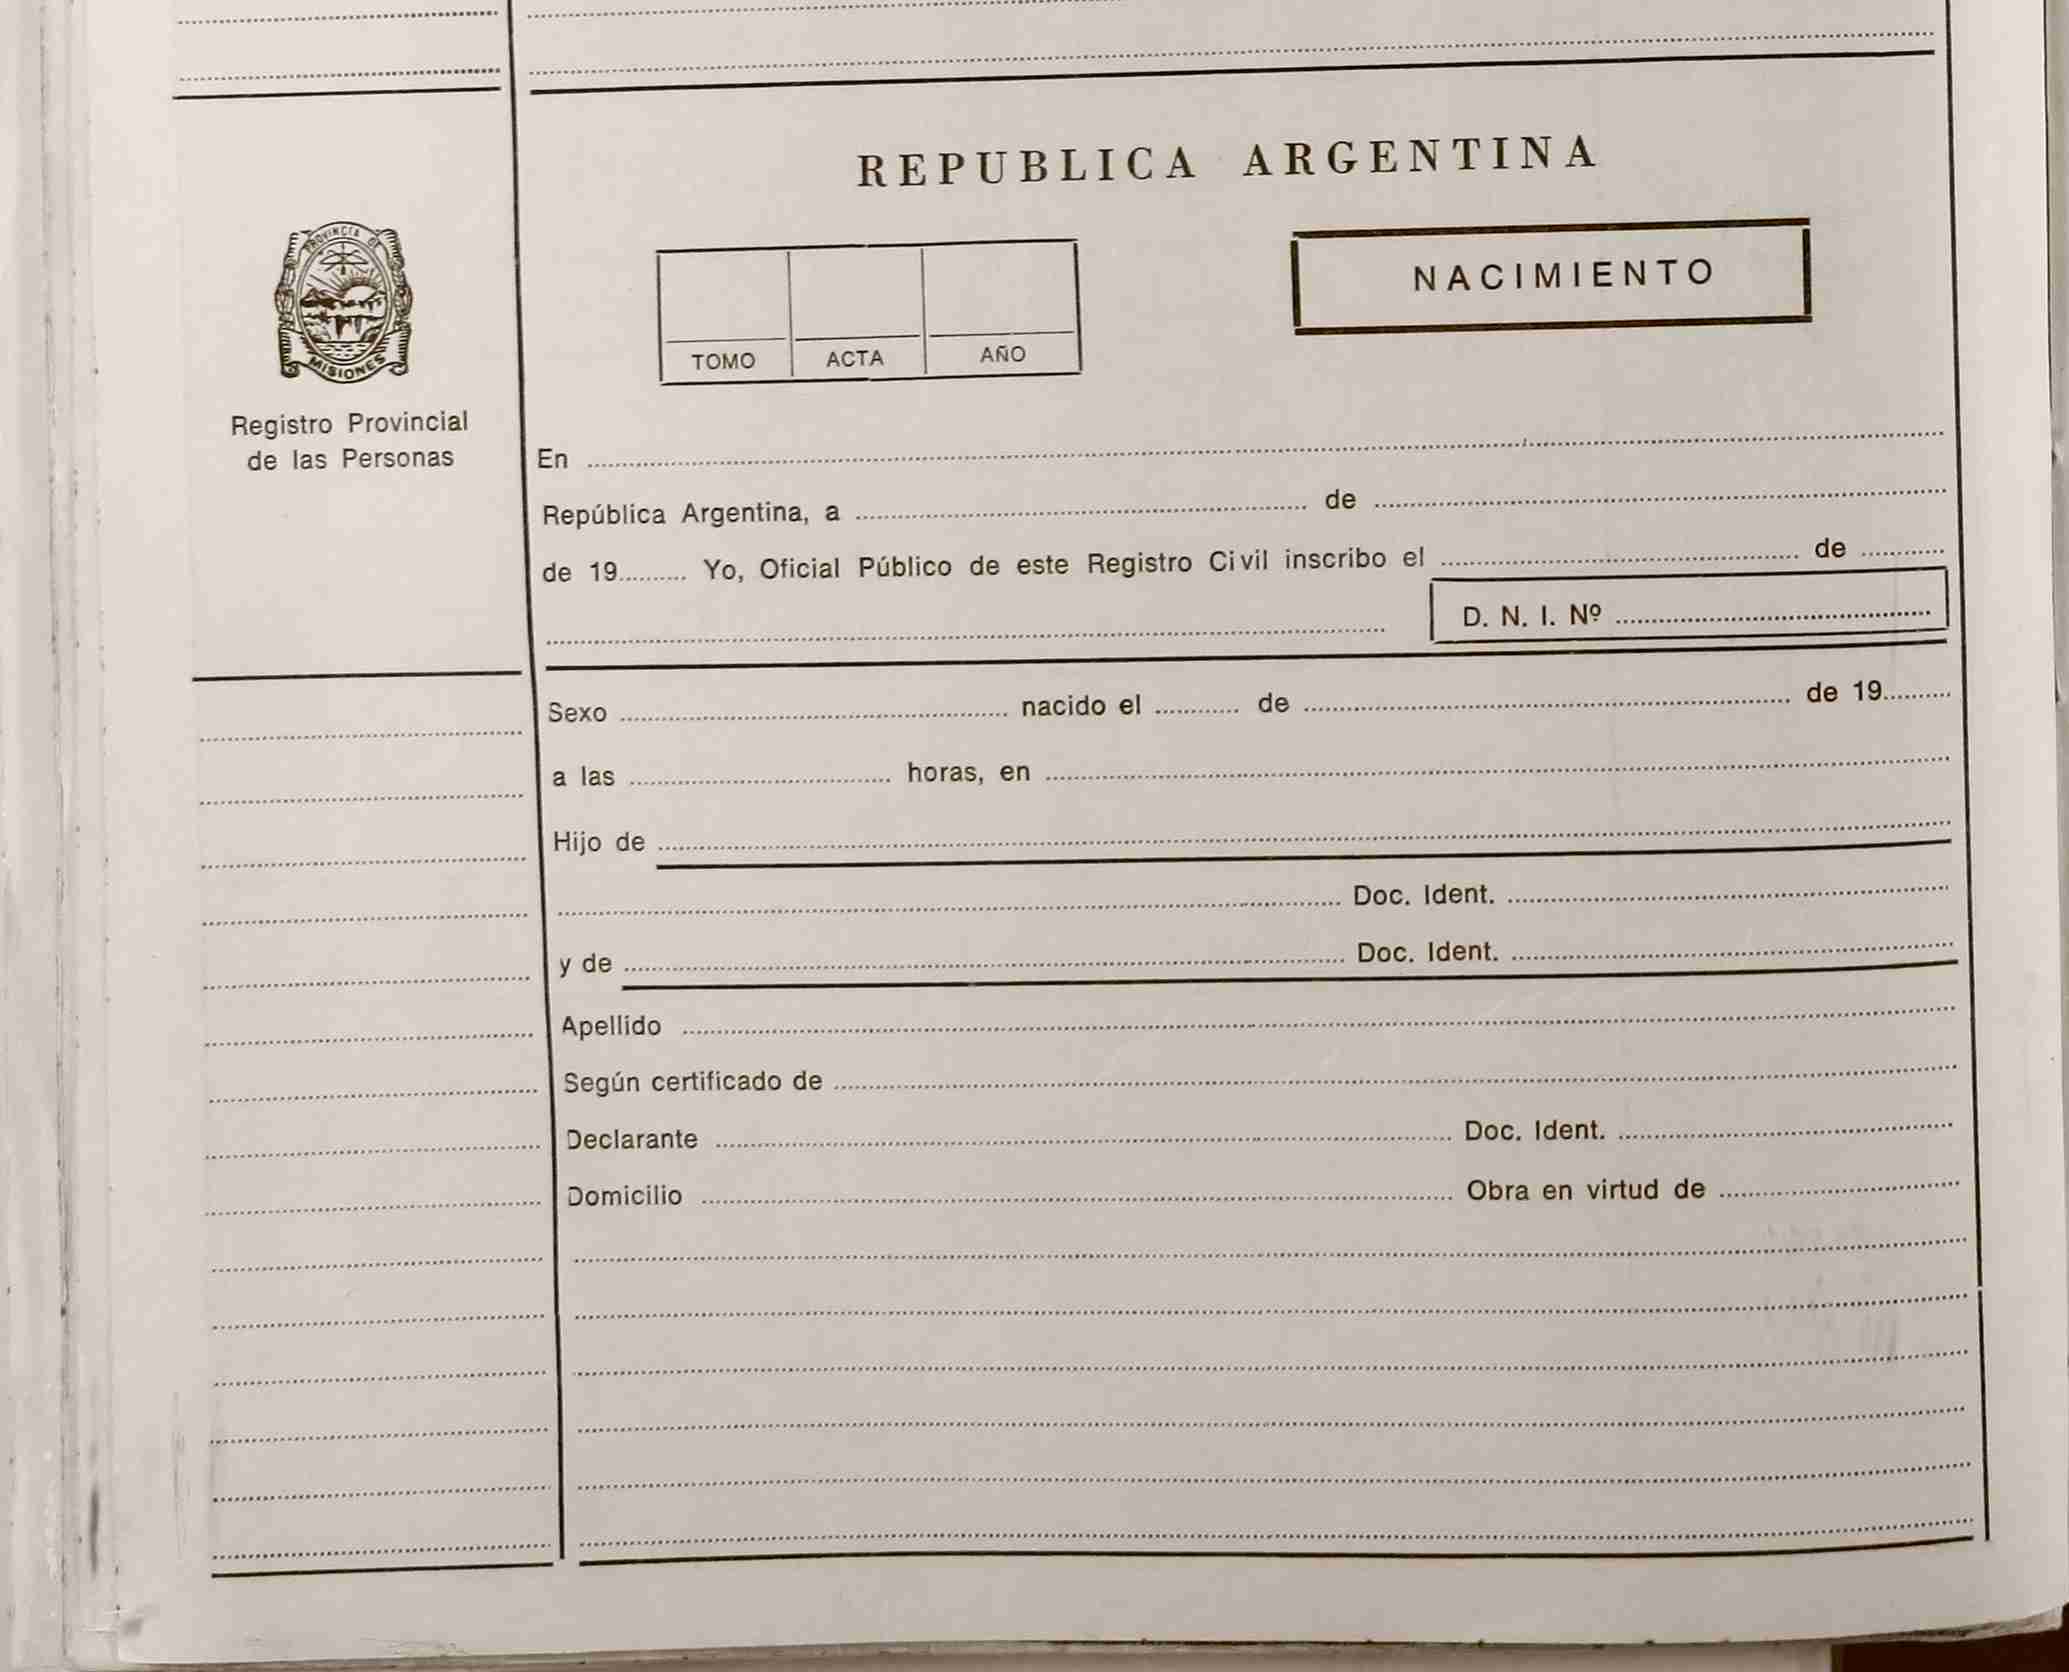 REPUBLICA ARGENTINA
PROVINCIA DE
MISIONES
Registro Provincial
de las Personas
TOMO ACTA AÑO
NACIMIENTO
En
República Argentina, a de
de 19 Yo, Oficial Público de este Registro Civil inscribo el de
D. N. I. Nº
Sexo nacido el de de 19
a las horas, en
Hijo de
Doc. Ident.
y de Doc. Ident.
Apellido
Según certificado de
Declarante Doc. Ident.
Domicilio Obra en virtud de